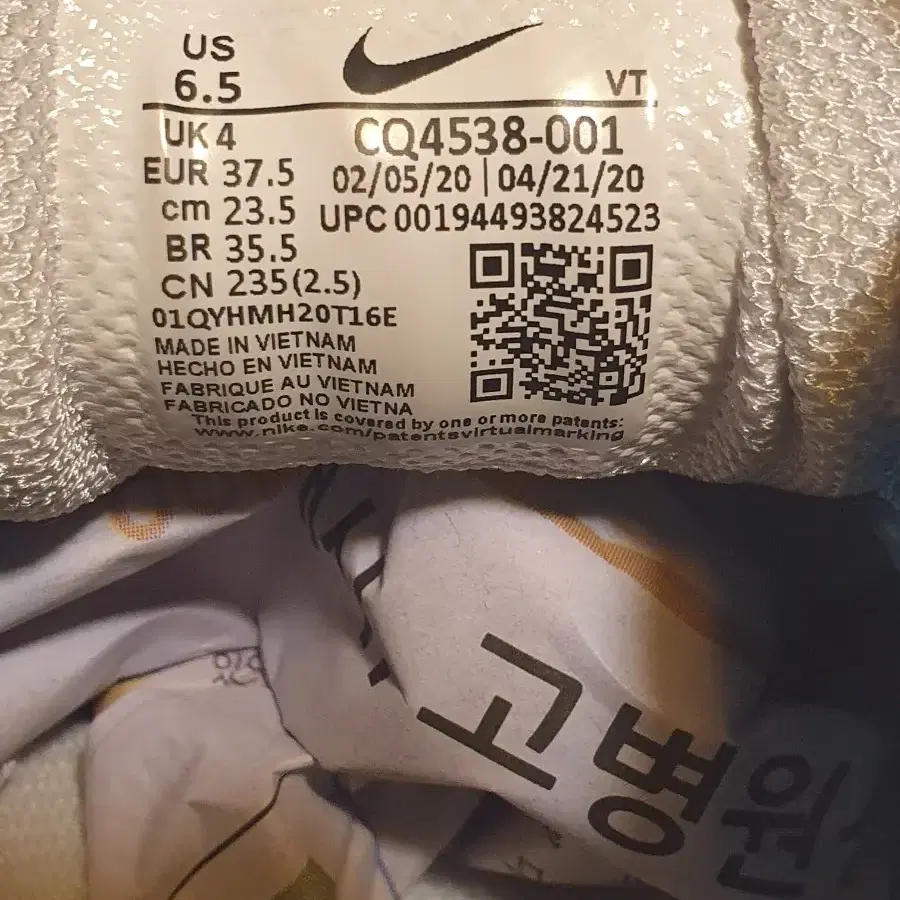 US
6.5
VT
UK 4
CQ4538-001
EUR 37.5
02/05/20 | 04/21/20
cm 23.5
UPC 00194493824523
BR 35.5
CN 235(2.5)
01QYHMH20T16E
MADE IN VIETNAM
HECHO EN VIETNAM
FABRIQUE AU VIETNAM
FABRICADO NO VIETNA
This product is covered by one or more patents:
www.nike.com/patentsvirtualmarking
고병원